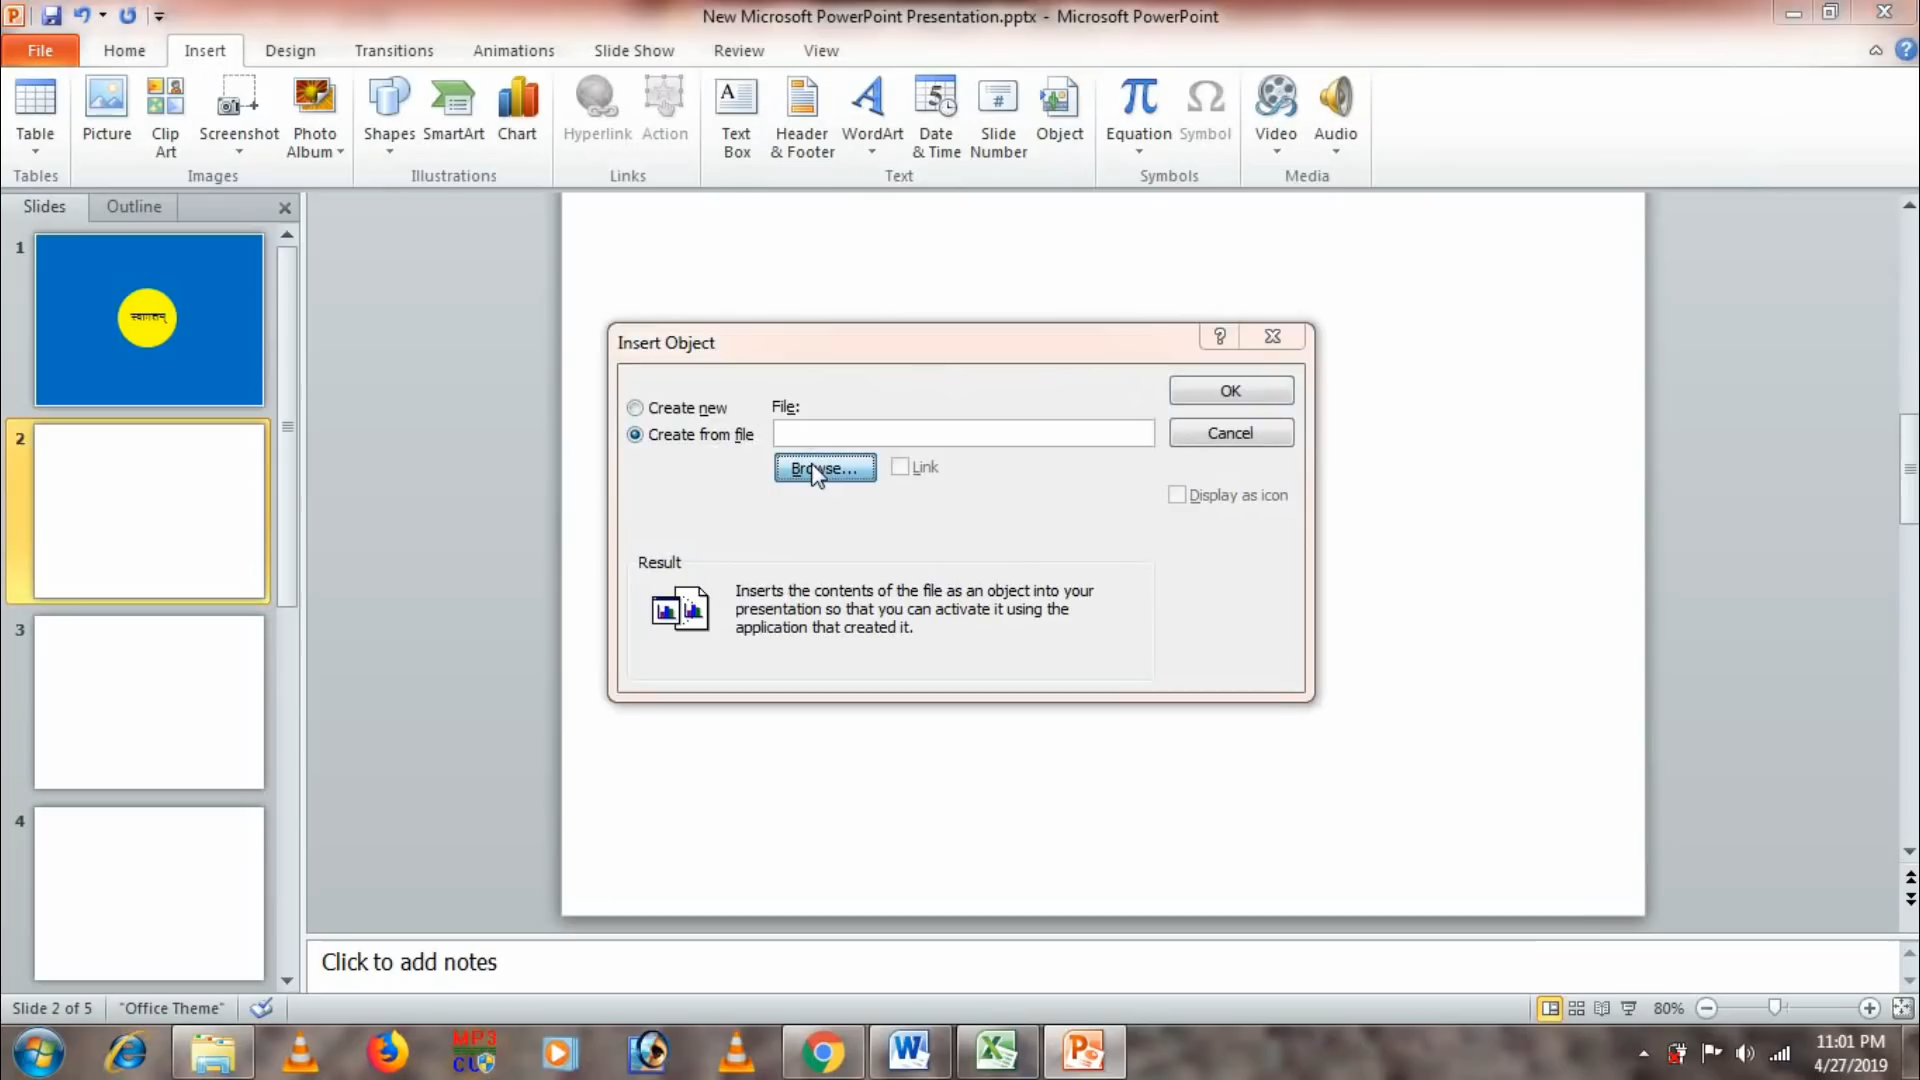 New Microsoft PowerPoint Presentation.pptx - Microsoft PowerPoint
File Home Insert Design Transitions Animations Slide Show Review View
Table Picture Clip Art Screenshot Photo Album Shapes SmartArt Chart Hyperlink Action Text Box Header & Footer WordArt Date & Time Slide Number Object Equation Symbol Video Audio
Tables Images Illustrations Links Text Symbols Media
Slides Outline
1
स्वागतम्
2
3
4
Insert Object
Create new
Create from file
File:
Browse...
Link
OK
Cancel
Display as icon
Result
Inserts the contents of the file as an object into your
presentation so that you can activate it using the
application that created it.
Click to add notes
Slide 2 of 5 "Office Theme" 80%
MP3
CU
11:01 PM
4/27/2019